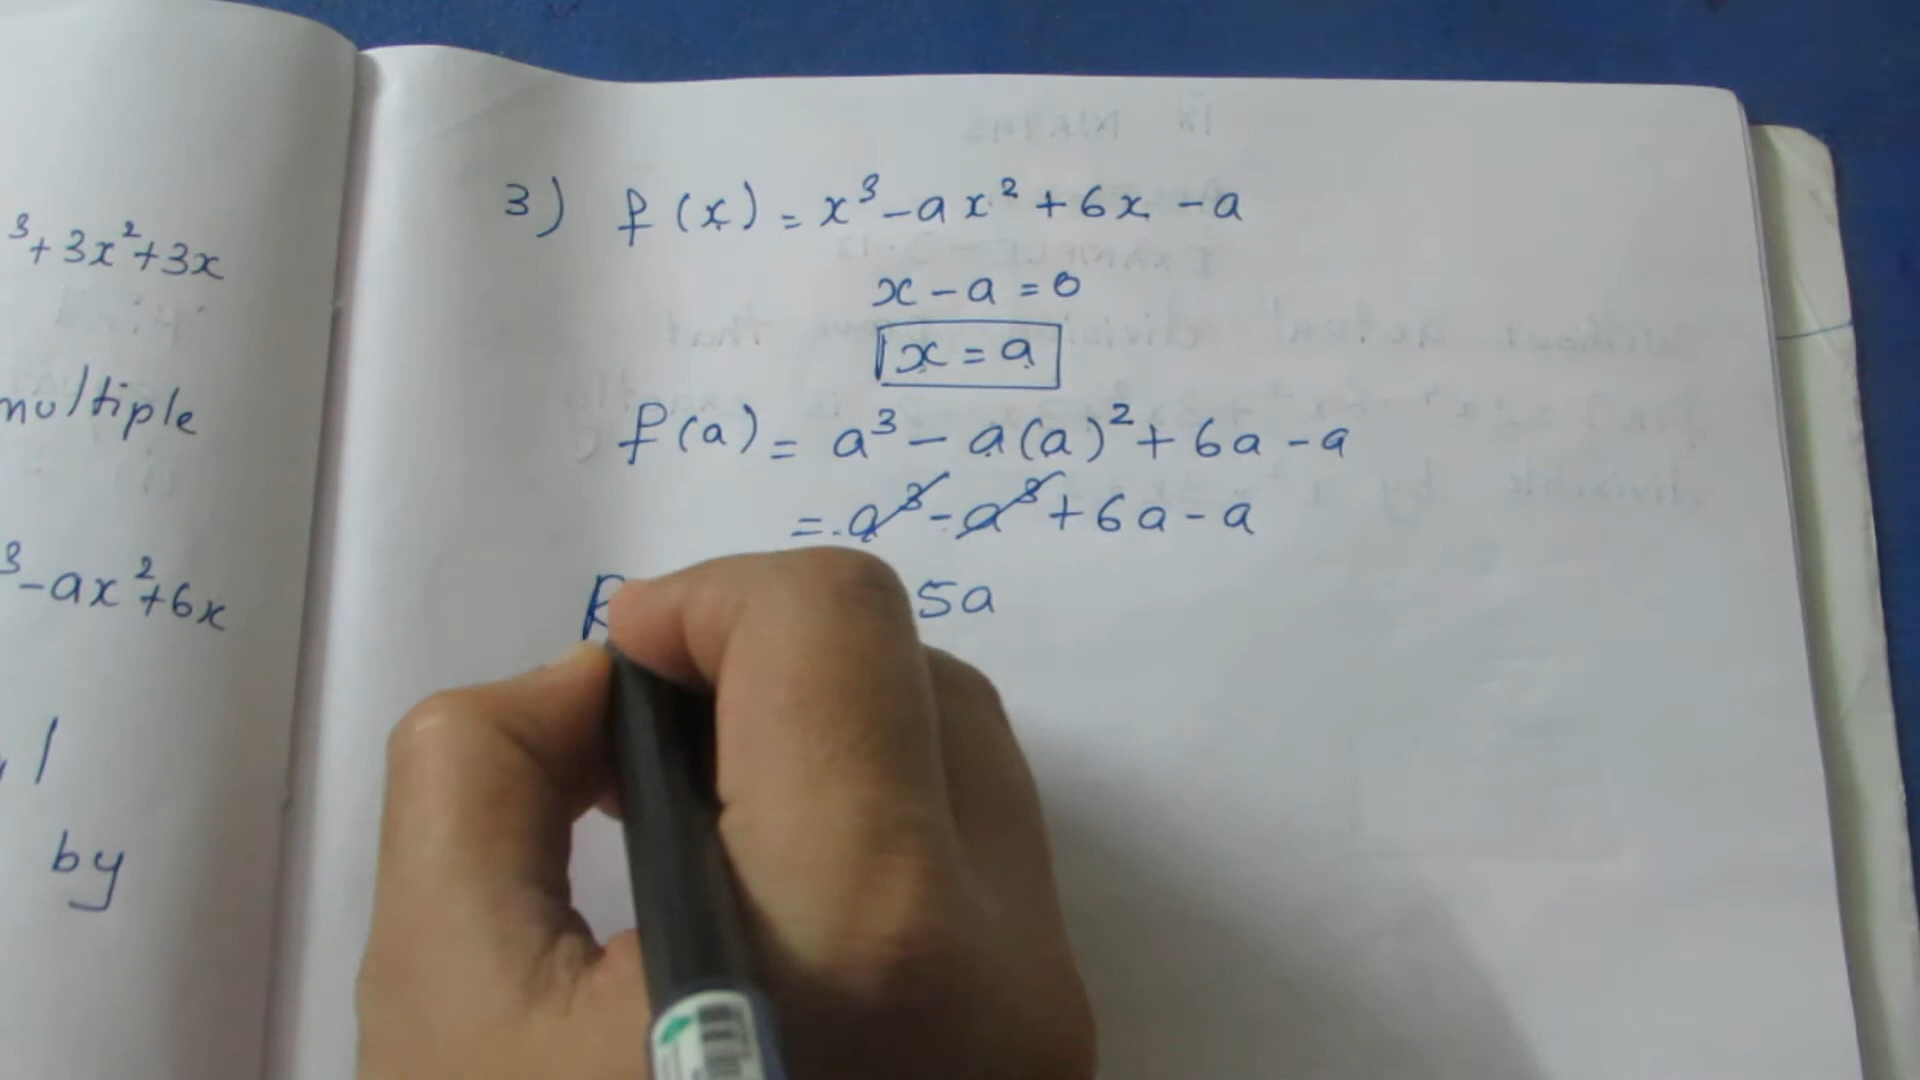 ³+3x²+3x
multiple
³-ax²+6x
, 1
by
3) f(x) = x³-ax²+6x-a
x-a=0
x=a
f(a) = a³-a(a)²+6a-a
= a³-a³+6a-a
R 5a